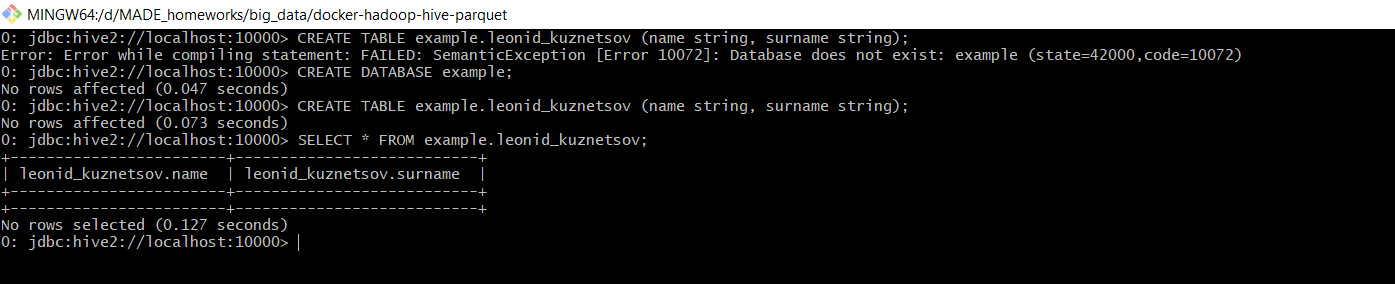 MINGW64:/d/MADE_homeworks/big_data/docker-hadoop-hive-parquet
0: jdbc:hive2://localhost:10000> CREATE TABLE example.leonid_kuznetsov (name string, surname string);
Error: Error while compiling statement: FAILED: SemanticException [Error 10072]: Database does not exist: example (state=42000,code=10072)
0: jdbc:hive2://localhost:10000> CREATE DATABASE example;
No rows affected (0.047 seconds)
0: jdbc:hive2://localhost:10000> CREATE TABLE example.leonid_kuznetsov (name string, surname string);
No rows affected (0.073 seconds)
0: jdbc:hive2://localhost:10000> SELECT * FROM example.leonid_kuznetsov;
+------------------------+---------------------------+
| leonid_kuznetsov.name  | leonid_kuznetsov.surname  |
+------------------------+---------------------------+
+------------------------+---------------------------+
No rows selected (0.127 seconds)
0: jdbc:hive2://localhost:10000>